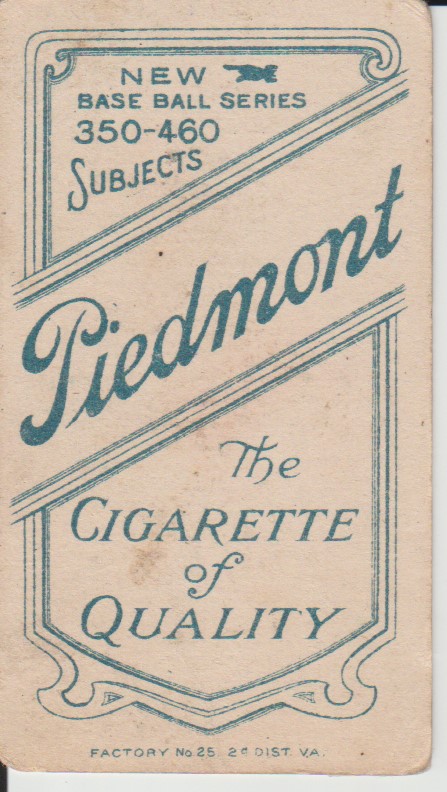 NEW
BASE BALL SERIES
350-460
SUBJECTS
Piedmont
The
CIGARETTE
of
QUALITY
FACTORY No. 25. 2d DIST. VA.